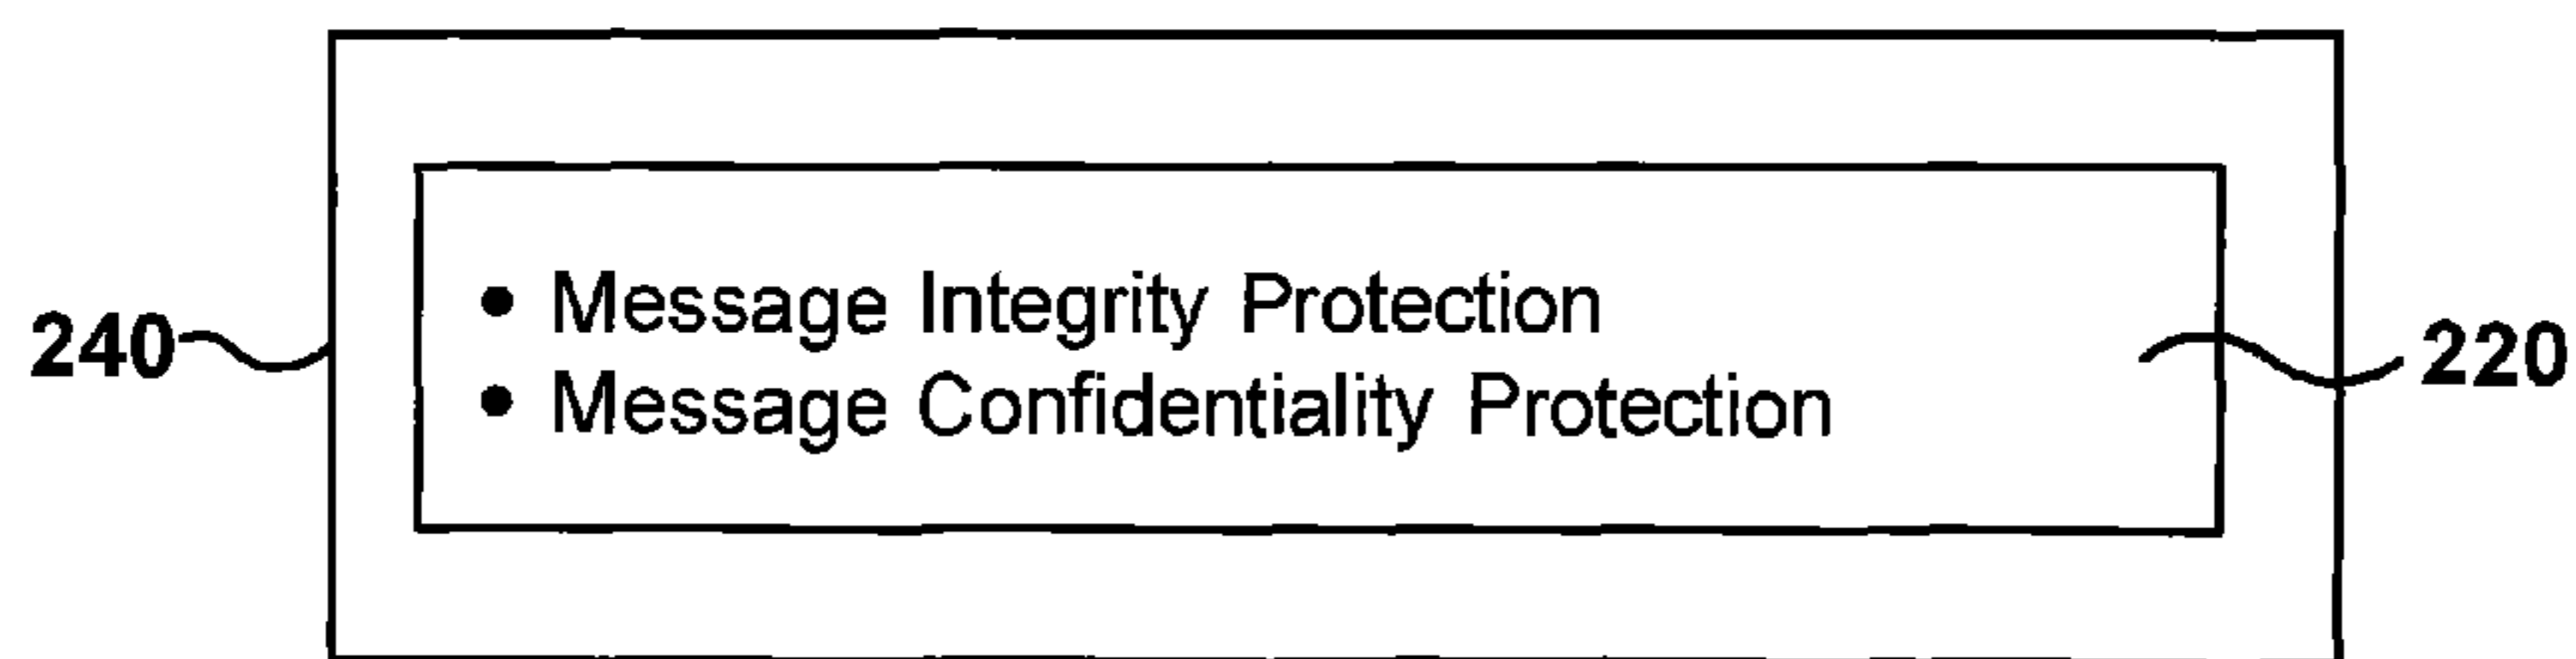 • Message Integrity Protection
240
220
• Message Confidentiality Protection